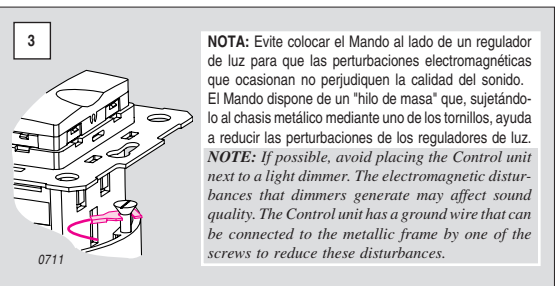 3
NOTA: Evite colocar el Mando al lado de un regulador
de luz para que las perturbaciones electromagnéticas
que ocasionan no perjudiquen la calidad del sonido.
El Mando dispone de un "hilo de masa" que, sujetándo-
lo al chasis metálico mediante uno de los tornillos, ayuda
a reducir las perturbaciones de los reguladores de luz.
NOTE: If possible, avoid placing the Control unit
next to a light dimmer. The electromagnetic distur-
bances that dimmers generate may affect sound
quality. The Control unit has a ground wire that can
be connected to the metallic frame by one of the
screws to reduce these disturbances.
0711